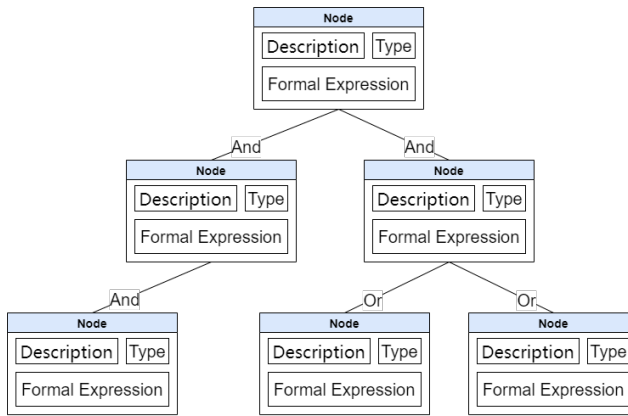 Node
Description Type
Formal Expression
And And
Node Node
Description Type Description Type
Formal Expression Formal Expression
And Or Or
Node Node Node
Description Type Description Type Description Type
Formal Expression Formal Expression Formal Expression